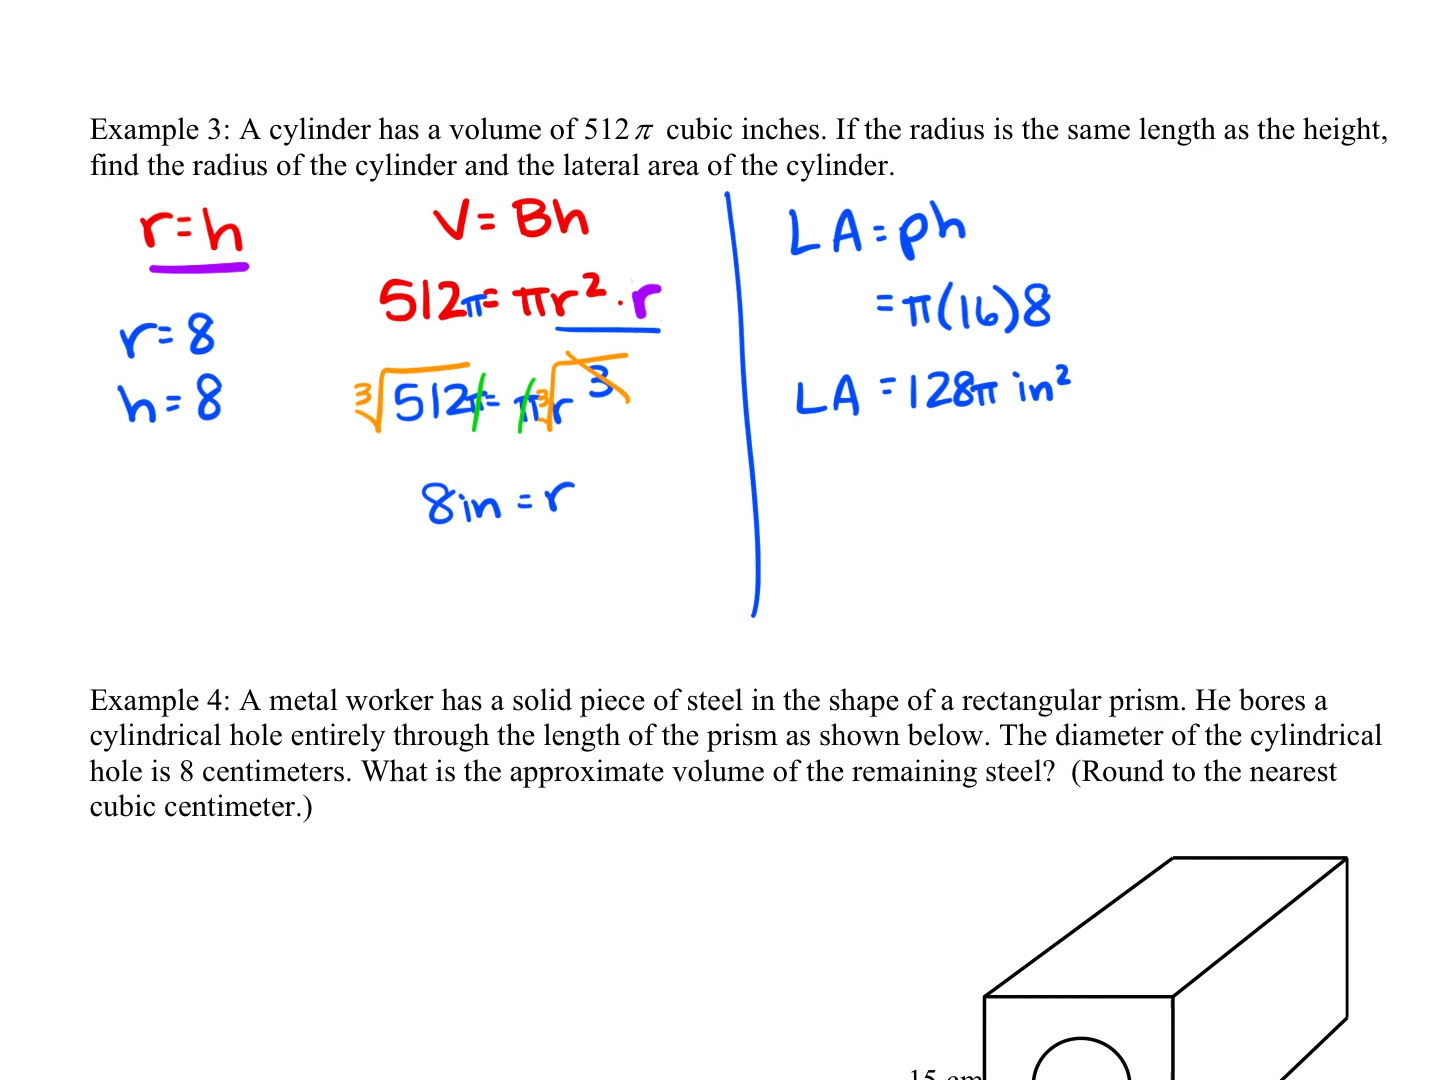 Example 3: A cylinder has a volume of 512π cubic inches. If the radius is the same length as the height,
find the radius of the cylinder and the lateral area of the cylinder.
r=h
r=8
h=8
V=Bh
512π=πr²·r
∛512π=π∛r³
8in=r
LA=ph
=π(16)8
LA=128π in²
Example 4: A metal worker has a solid piece of steel in the shape of a rectangular prism. He bores a
cylindrical hole entirely through the length of the prism as shown below. The diameter of the cylindrical
hole is 8 centimeters. What is the approximate volume of the remaining steel? (Round to the nearest
cubic centimeter.)
15 cm